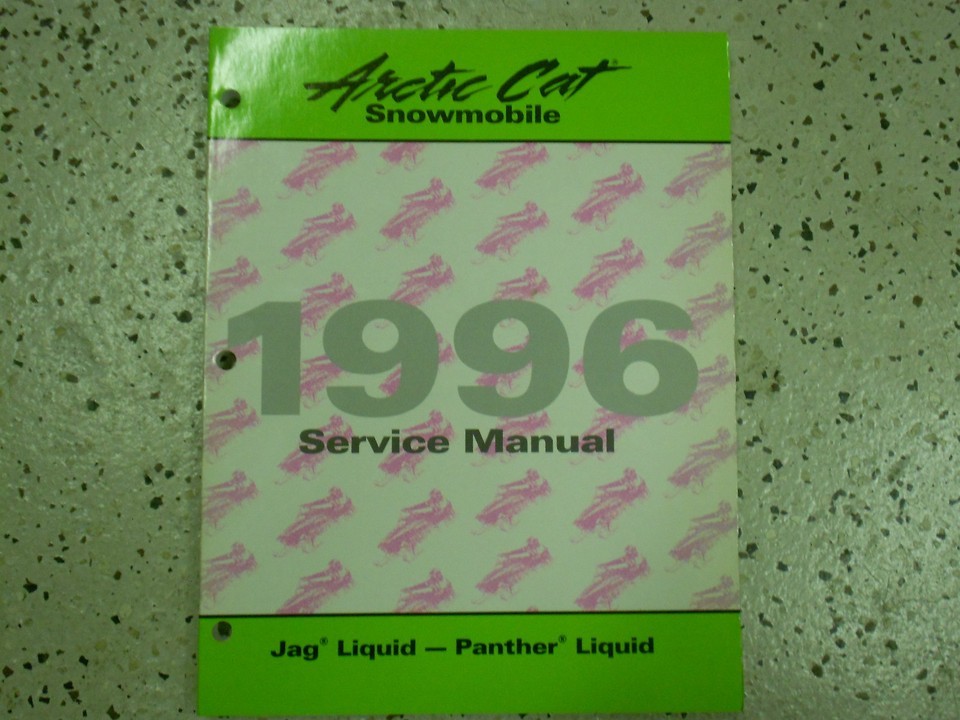 Arctic Cat®
Snowmobile
1996
Service Manual
Jag® Liquid — Panther® Liquid